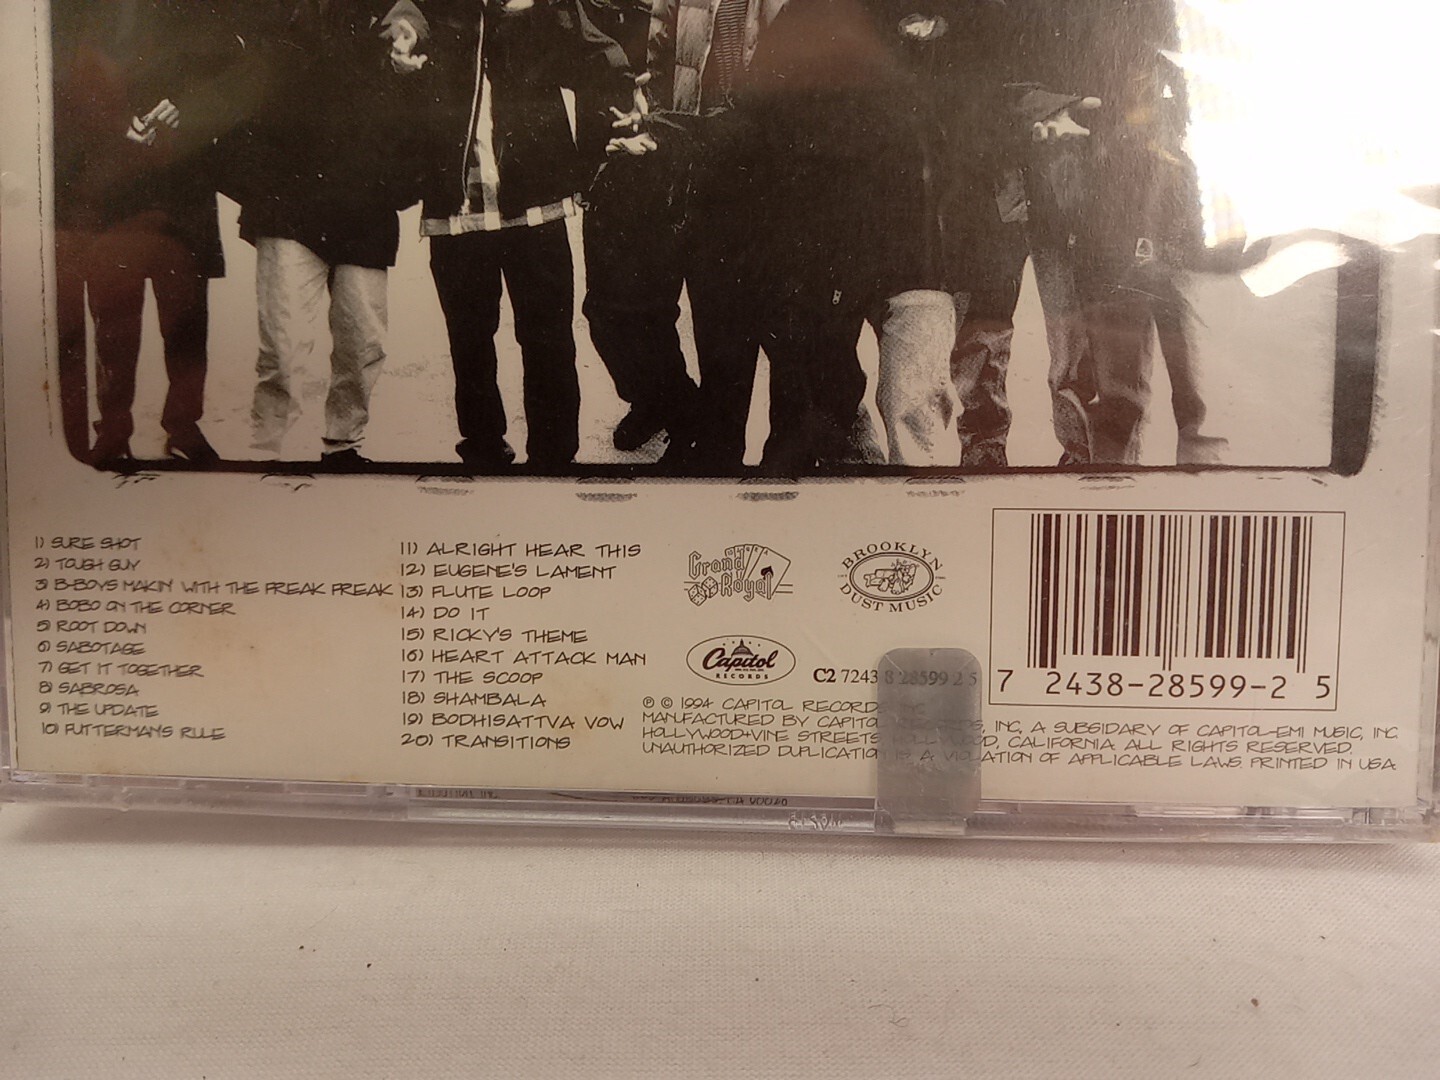 1) SURE SHOT
2) TOUGH GUY
3) B-BOYS MAKIN' WITH THE FREAK FREAK
4) BOBO ON THE CORNER
5) ROOT DOWN
6) SABOTAGE
7) GET IT TOGETHER
8) SABROSA
9) THE UPDATE
10) FUTTERMAN'S RULE
11) ALRIGHT HEAR THIS
12) EUGENE'S LAMENT
13) FLUTE LOOP
14) DO IT
15) RICKY'S THEME
16) HEART ATTACK MAN
17) THE SCOOP
18) SHAMBALA
19) BODHISATTVA VOW
20) TRANSITIONS
Grand Royal
BROOKLYN
DUST MUSIC
Capitol
RECORDS
C2 7243 8 28599 2 5
℗ © 1994 CAPITOL RECORDS, INC.
MANUFACTURED BY CAPITOL RECORDS, INC, A SUBSIDIARY OF CAPITOL-EMI MUSIC, INC.
HOLLYWOOD+VINE STREETS, HOLLYWOOD, CALIFORNIA. ALL RIGHTS RESERVED.
UNAUTHORIZED DUPLICATION IS A VIOLATION OF APPLICABLE LAWS. PRINTED IN USA.
7 2438-28599-2 5